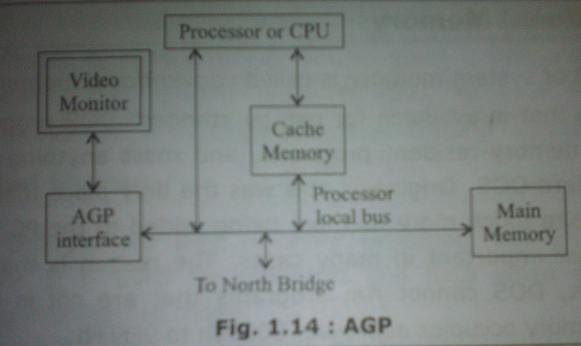 Processor or CPU
Video
Monitor
Cache
Memory
Processor
local bus
AGP
interface
Main
Memory
To North Bridge
Fig. 1.14 : AGP